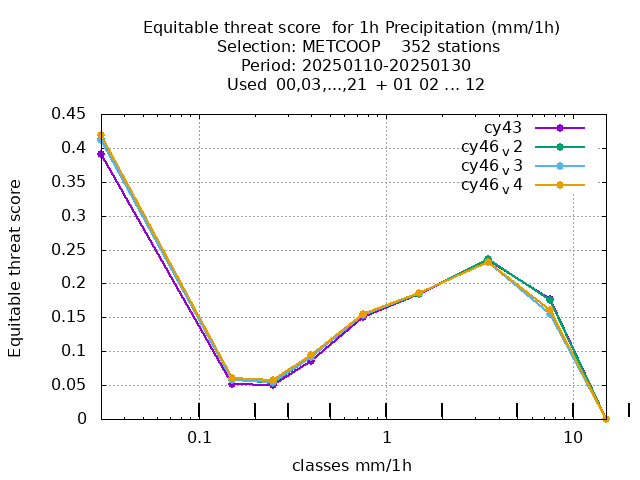 Equitable threat score  for 1h Precipitation (mm/1h)
Selection: METCOOP    352 stations
Period: 20250110-20250130
Used  00,03,...,21  + 01 02 ... 12
cy43
cy46 v 2
cy46 v 3
cy46 v 4
Equitable threat score
0.45
0.4
0.35
0.3
0.25
0.2
0.15
0.1
0.05
0
0.1 1 10
classes mm/1h